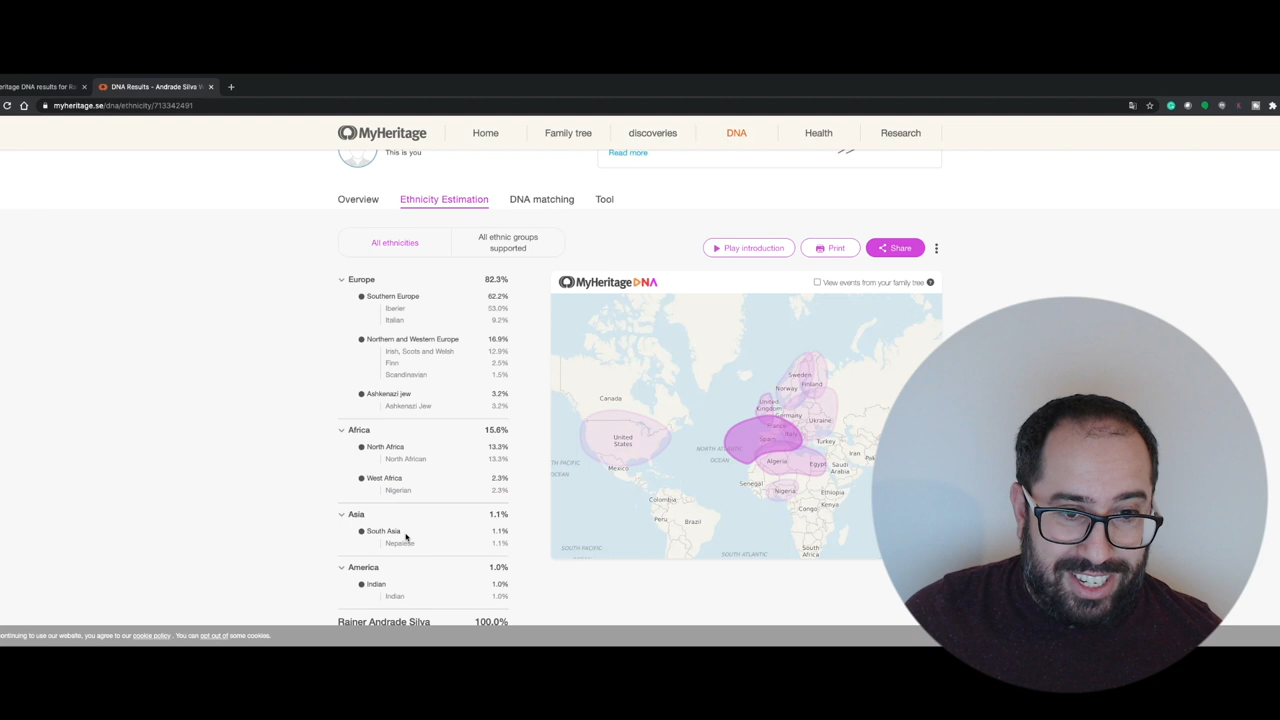 eritage DNA results for R
DNA Results - Andrade Silva
myheritage.se/dna/ethnicity/713342491
MyHeritage
Home
Family tree
discoveries
DNA
Health
Research
This is you
Read more
Overview
Ethnicity Estimation
DNA matching
Tool
All ethnicities
All ethnic groups
supported
Play introduction
Print
Share
Europe 82.3%
Southern Europe 62.2%
Iberier 53.0%
Italian 9.2%
Northern and Western Europe 16.9%
Irish, Scots and Welsh 12.9%
Finn 2.5%
Scandinavian 1.5%
Ashkenazi jew 3.2%
Ashkenazi Jew 3.2%
Africa 15.6%
North Africa 13.3%
North African 13.3%
West Africa 2.3%
Nigerian 2.3%
Asia 1.1%
South Asia 1.1%
Nepalese 1.1%
America 1.0%
Indian 1.0%
Indian 1.0%
Rainer Andrade Silva 100.0%
MyHeritage DNA
View events from your family tree
Sweden
Finland
Norway
United
Kingdom
Germany
Ukraine
France
Italy
Spain
Turkey
Canada
United
States
NORTH ATLANTIC
OCEAN
Iran
Pak
Algeria
Egypt
Saudi
Arabia
TH PACIFIC
OCEAN
Mexico
Senegal
Nigeria
Ethiopia
Kenya
Colombia
Congo
Peru
Brazil
South
Africa
SOUTH PACIFIC
SOUTH ATLANTIC
ontinuing to use our website, you agree to our cookie policy . You can opt out of some cookies.